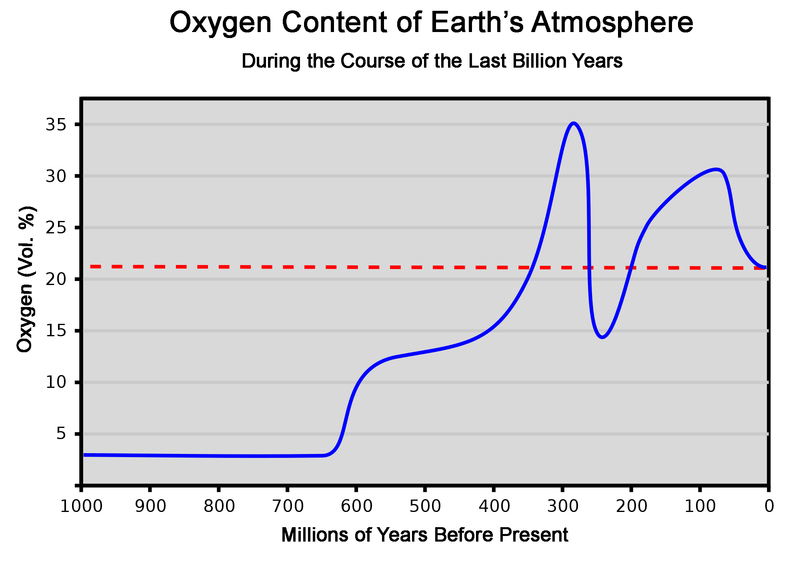 Oxygen Content of Earth’s Atmosphere
During the Course of the Last Billion Years
Oxygen (Vol. %)
35
30
25
20
15
10
5
1000 900 800 700 600 500 400 300 200 100 0
Millions of Years Before Present